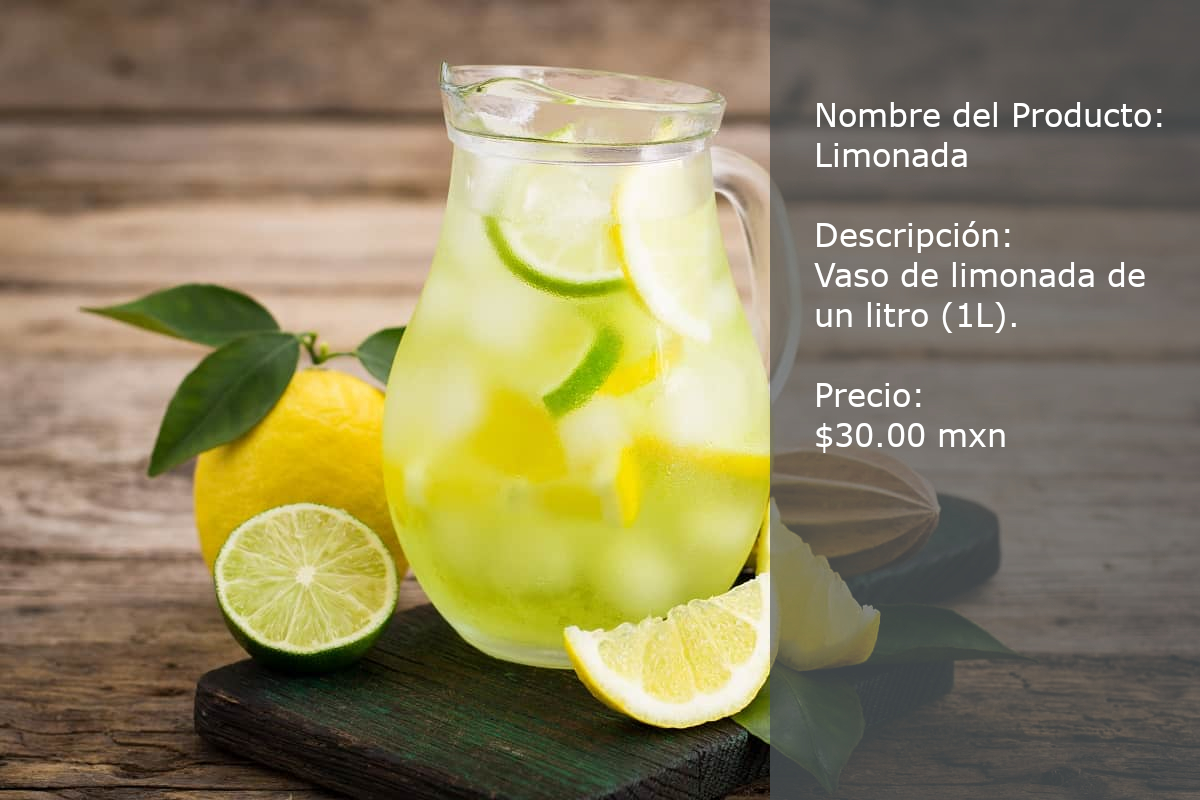 Nombre del Producto:
Limonada
Descripción:
Vaso de limonada de
un litro (1L).
Precio:
$30.00 mxn